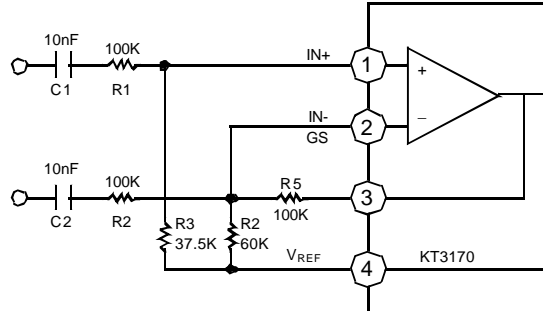 10nF
100K
C1
R1
IN+
1
+
IN-
GS
2
–
10nF
100K
C2
R2
R5
100K
3
R3
37.5K
R2
60K
VREF
4
KT3170